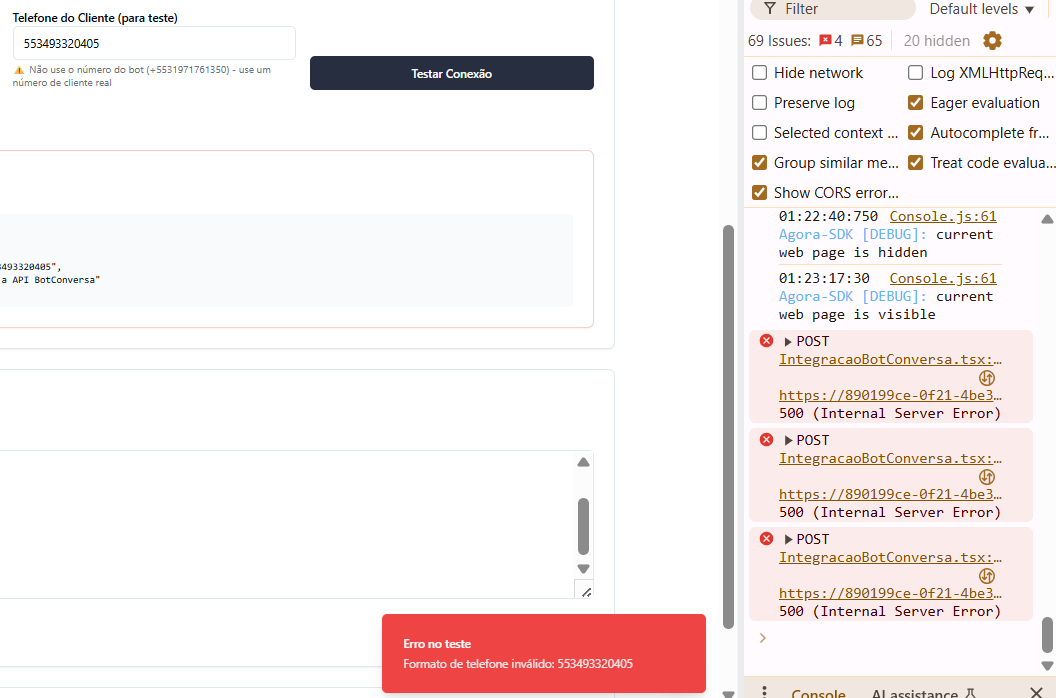 Telefone do Cliente (para teste)
553493320405
⚠ Não use o número do bot (+5531971761350) - use um
número de cliente real
Testar Conexão
3493320405",
a API BotConversa"
Erro no teste
Formato de telefone inválido: 553493320405
Filter
Default levels ▼
69 Issues: 4 65 20 hidden
Hide network
Log XMLHttpReq...
Preserve log
Eager evaluation
Selected context ...
Autocomplete fr...
Group similar me...
Treat code evalua...
Show CORS error...
01:22:40:750 Console.js:61
Agora-SDK [DEBUG]: current
web page is hidden
01:23:17:30 Console.js:61
Agora-SDK [DEBUG]: current
web page is visible
▶ POST
IntegracaoBotConversa.tsx:…
https://890199ce-0f21-4be3…
500 (Internal Server Error)
▶ POST
IntegracaoBotConversa.tsx:…
https://890199ce-0f21-4be3…
500 (Internal Server Error)
▶ POST
IntegracaoBotConversa.tsx:…
https://890199ce-0f21-4be3…
500 (Internal Server Error)
Console
AI assistance